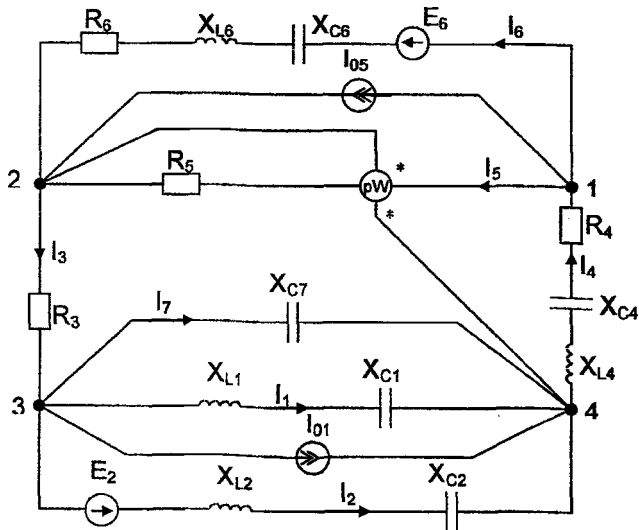 R6 XL6 XC6 E6 I6
I05
2 R5 pW * * I5 1
R4
I3 I4
I7 XC7 XC4
R3
XL1 XC1 XL4
3 I1 4
I01
E2 XL2 I2 XC2